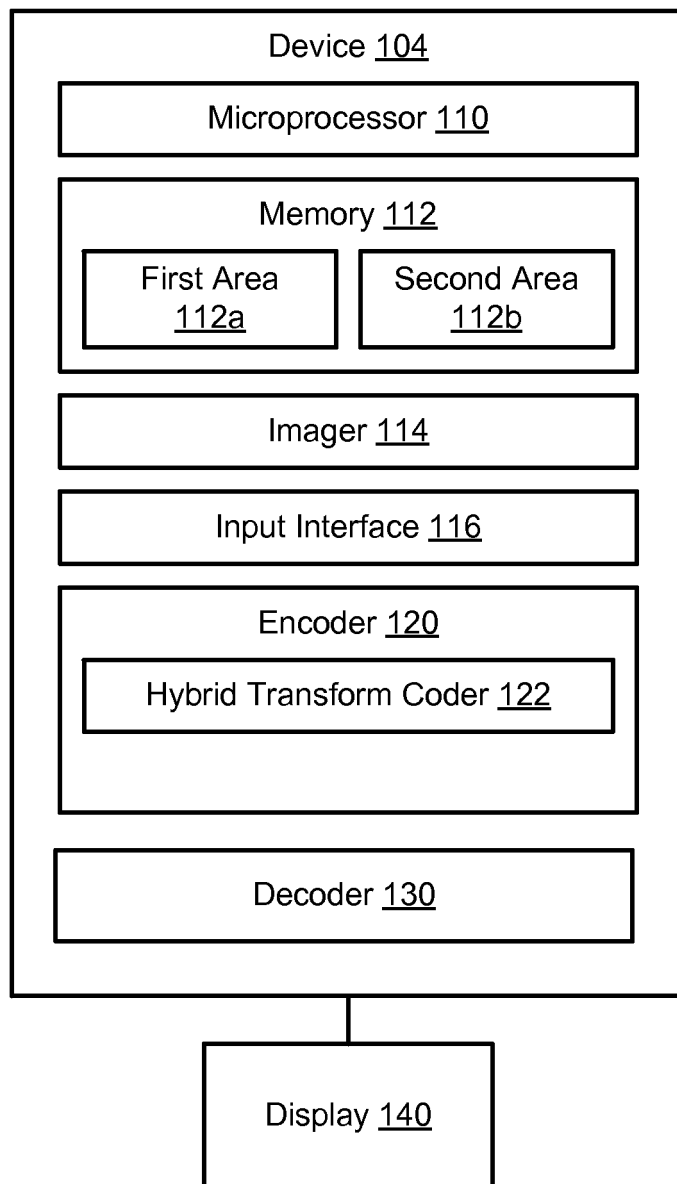 Device 104
Microprocessor 110
Memory 112
First Area
112a
Second Area
112b
Imager 114
Input Interface 116
Encoder 120
Hybrid Transform Coder 122
Decoder 130
Display 140